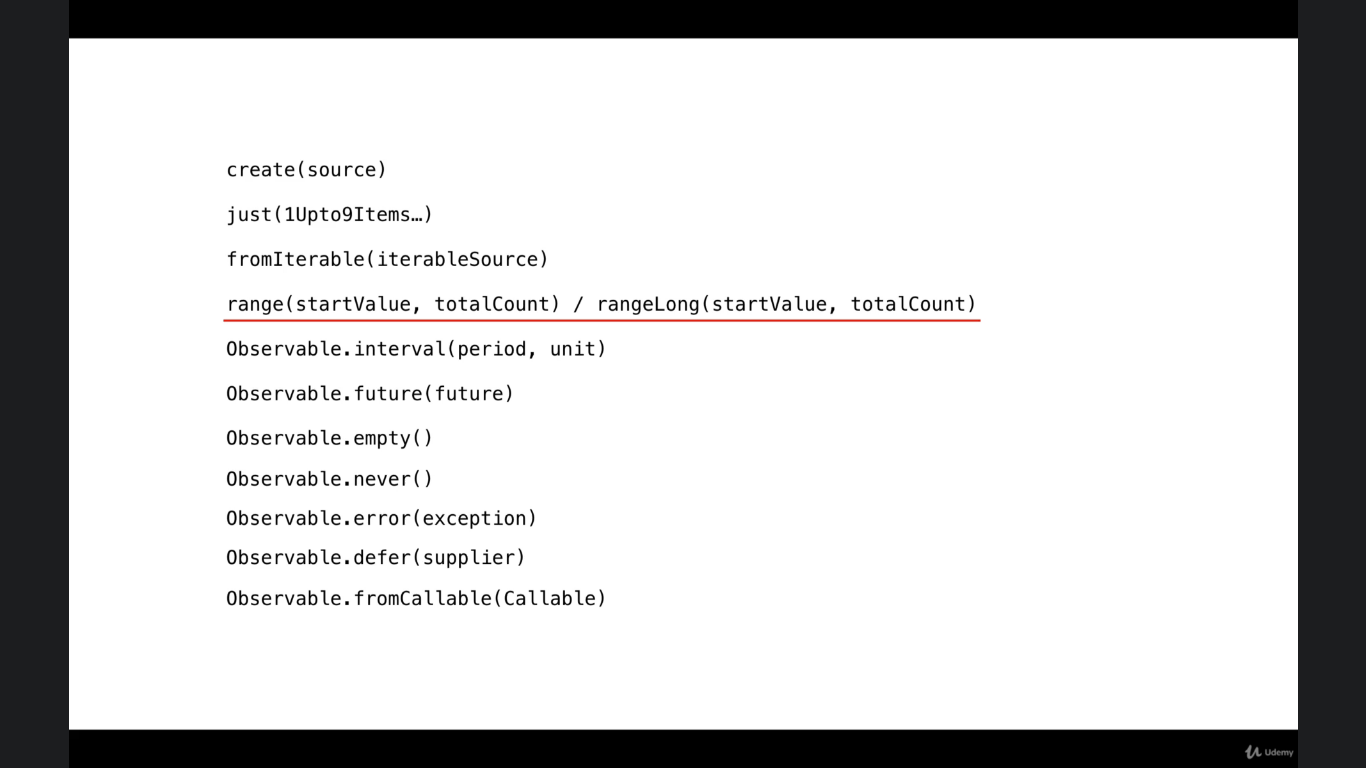 create(source)
just(1Upto9Items…)
fromIterable(iterableSource)
range(startValue, totalCount) / rangeLong(startValue, totalCount)
Observable.interval(period, unit)
Observable.future(future)
Observable.empty()
Observable.never()
Observable.error(exception)
Observable.defer(supplier)
Observable.fromCallable(Callable)
Udemy